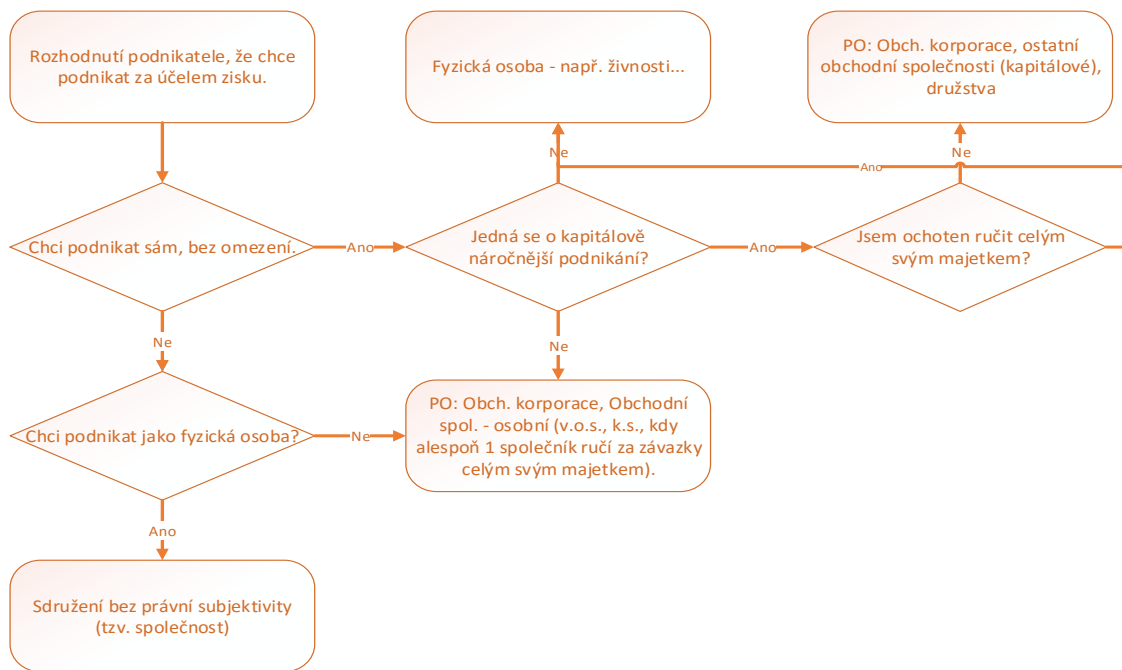 Rozhodnutí podnikatele, že chce
podnikat za účelem zisku.
Fyzická osoba - např. živnosti...
PO: Obch. korporace, ostatní
obchodní společnosti (kapitálové),
družstva
Ne
Ano
Ne
Chci podnikat sám, bez omezení.
Ano
Jedná se o kapitálově
náročnější podnikání?
Ano
Jsem ochoten ručit celým
svým majetkem?
Ne
Ne
Chci podnikat jako fyzická osoba?
Ne
PO: Obch. korporace, Obchodní
spol. - osobní (v.o.s., k.s., kdy
alespoň 1 společník ručí za závazky
celým svým majetkem).
Ano
Sdružení bez právní subjektivity
(tzv. společnost)